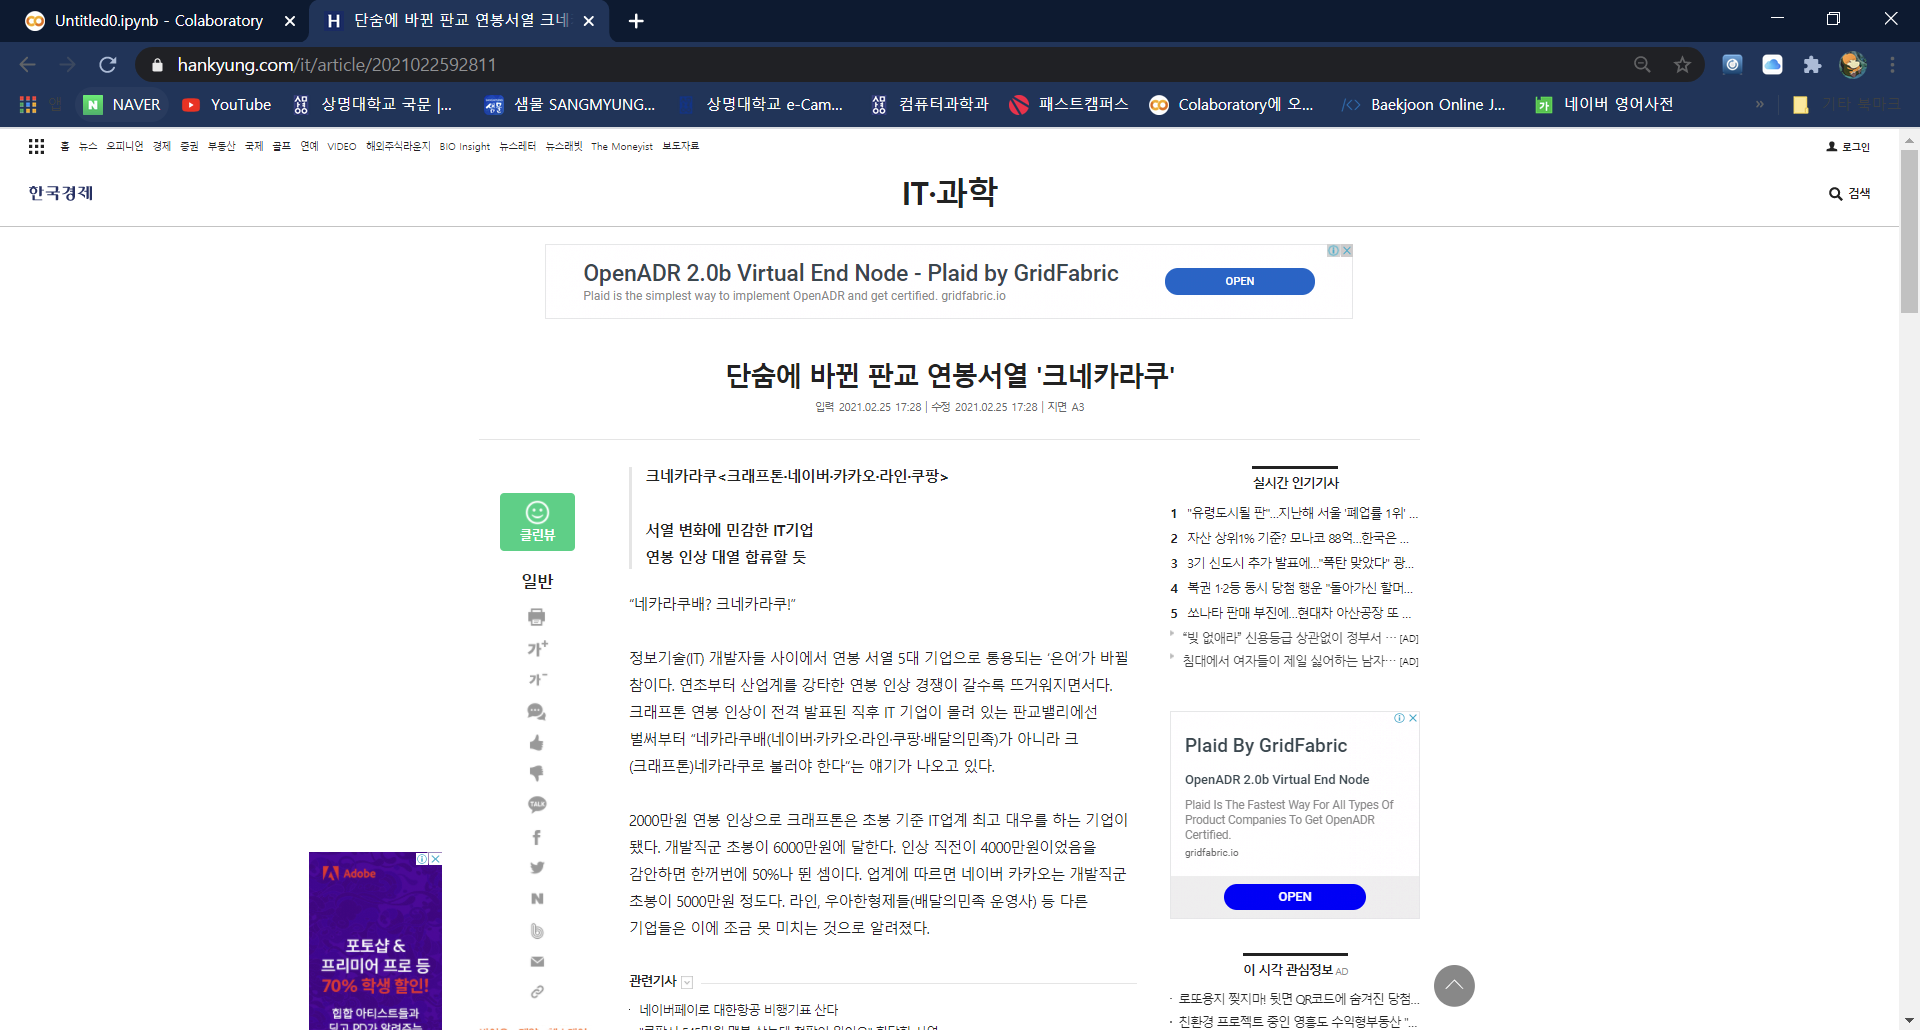 Untitled0.ipynb - Colaboratory
단숨에 바뀐 판교 연봉서열 크네
hankyung.com/it/article/2021022592811
앱
NAVER
YouTube
상명대학교 국문 |...
샘물 SANGMYUNG...
상명대학교 e-Cam...
컴퓨터과학과
패스트캠퍼스
Colaboratory에 오...
Baekjoon Online J...
네이버 영어사전
기타 북마크
홈 뉴스 오피니언 경제 증권 부동산 국제 골프 연예 VIDEO 해외주식라운지 BIO Insight 뉴스레터 뉴스래빗 The Moneyist 보도자료
로그인
한국경제
IT·과학
검색
OpenADR 2.0b Virtual End Node - Plaid by GridFabric
Plaid is the simplest way to implement OpenADR and get certified. gridfabric.io
OPEN
단숨에 바뀐 판교 연봉서열 '크네카라쿠'
입력 2021.02.25 17:28 | 수정 2021.02.25 17:28 | 지면 A3
클린뷰
일반
가+
가-
TALK
크네카라쿠<크래프톤·네이버·카카오·라인·쿠팡>
서열 변화에 민감한 IT기업
연봉 인상 대열 합류할 듯
“네카라쿠배? 크네카라쿠!”
정보기술(IT) 개발자들 사이에서 연봉 서열 5대 기업으로 통용되는 ‘은어’가 바뀔
참이다. 연초부터 산업계를 강타한 연봉 인상 경쟁이 갈수록 뜨거워지면서다.
크래프톤 연봉 인상이 전격 발표된 직후 IT 기업이 몰려 있는 판교밸리에선
벌써부터 “네카라쿠배(네이버·카카오·라인·쿠팡·배달의민족)가 아니라 크
(크래프톤)네카라쿠로 불러야 한다”는 얘기가 나오고 있다.
2000만원 연봉 인상으로 크래프톤은 초봉 기준 IT업계 최고 대우를 하는 기업이
됐다. 개발직군 초봉이 6000만원에 달한다. 인상 직전이 4000만원이었음을
감안하면 한꺼번에 50%나 뛴 셈이다. 업계에 따르면 네이버 카카오는 개발직군
초봉이 5000만원 정도다. 라인, 우아한형제들(배달의민족 운영사) 등 다른
기업들은 이에 조금 못 미치는 것으로 알려졌다.
관련기사
네이버페이로 대한항공 비행기표 산다
실시간 인기기사
1 "유령도시될 판"...지난해 서울 '폐업률 1위' ...
2 자산 상위1% 기준? 모나코 88억...한국은 ...
3 3기 신도시 추가 발표에..."폭탄 맞았다" 광...
4 복권 1·2등 동시 당첨 행운 "돌아가신 할머...
5 쏘나타 판매 부진에...현대차 아산공장 또 ...
“빚 없애라” 신용등급 상관없이 정부서 ··· [AD]
침대에서 여자들이 제일 싫어하는 남자··· [AD]
Plaid By GridFabric
OpenADR 2.0b Virtual End Node
Plaid Is The Fastest Way For All Types Of
Product Companies To Get OpenADR
Certified.
gridfabric.io
OPEN
이 시각 관심정보 AD
· 로또용지 찢지마! 뒷면 QR코드에 숨겨진 당첨...
· 친환경 프로젝트 중인 영흥도 수익형부동산 "...
Adobe
포토샵 &
프리미어 프로 등
70% 학생 할인!
힙합 아티스트들과